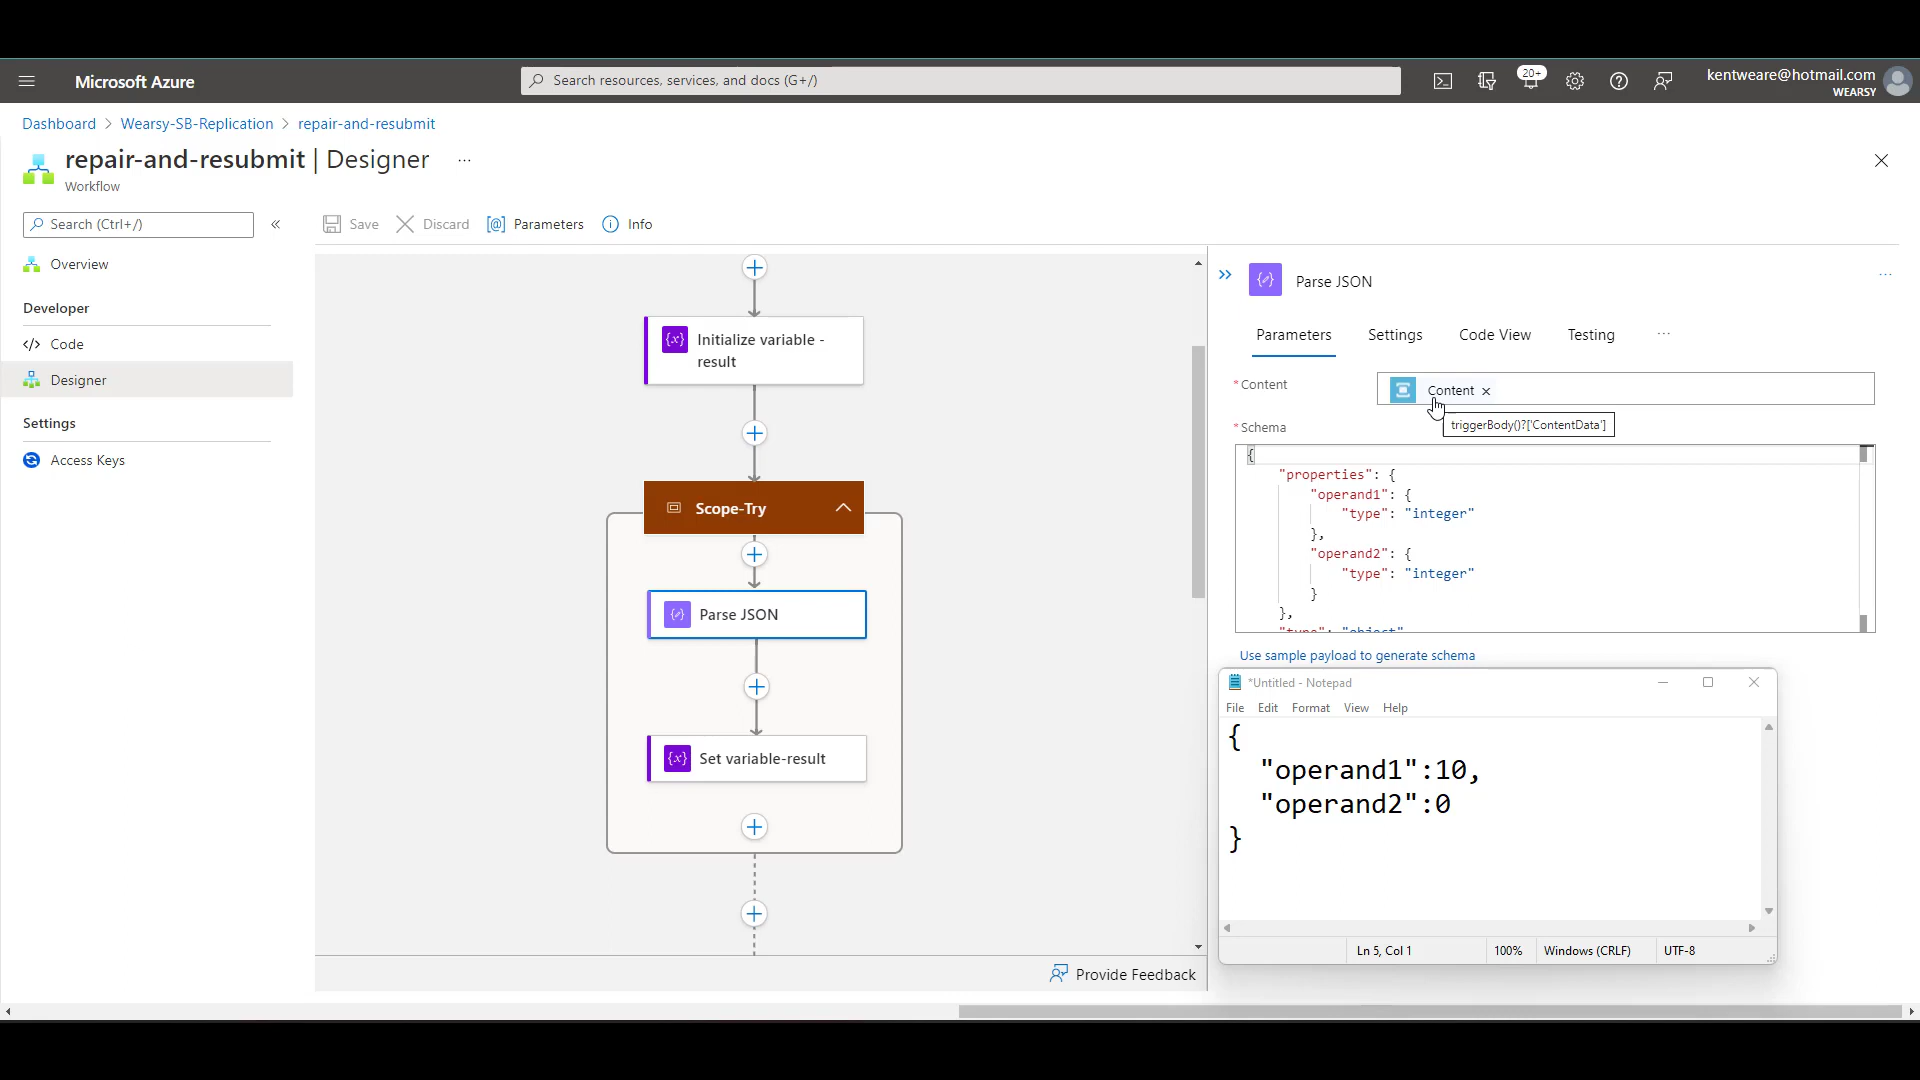 Microsoft Azure
Search resources, services, and docs (G+/)
20+
kentweare@hotmail.com
WEARSY
Dashboard > Wearsy-SB-Replication > repair-and-resubmit
repair-and-resubmit | Designer ...
Workflow
Search (Ctrl+/)
«
Save
Discard
[@] Parameters
Info
Overview
Developer
</> Code
Designer
Settings
Access Keys
{x} Initialize variable -
result
Scope-Try
Parse JSON
{x} Set variable-result
Provide Feedback
Parse JSON
...
Parameters
Settings
Code View
Testing
...
*Content
Content ×
triggerBody()?['ContentData']
*Schema
{
"properties": {
"operand1": {
"type": "integer"
},
"operand2": {
"type": "integer"
}
},
"type": "object"
Use sample payload to generate schema
*Untitled - Notepad
File Edit Format View Help
{
"operand1":10,
"operand2":0
}
Ln 5, Col 1
100%
Windows (CRLF)
UTF-8